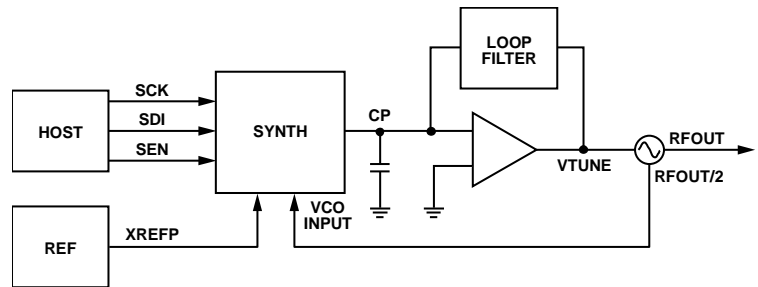 LOOP
FILTER
HOST
SCK
SDI
SEN
SYNTH
CP
VTUNE
RFOUT
RFOUT/2
VCO
INPUT
REF
XREFP